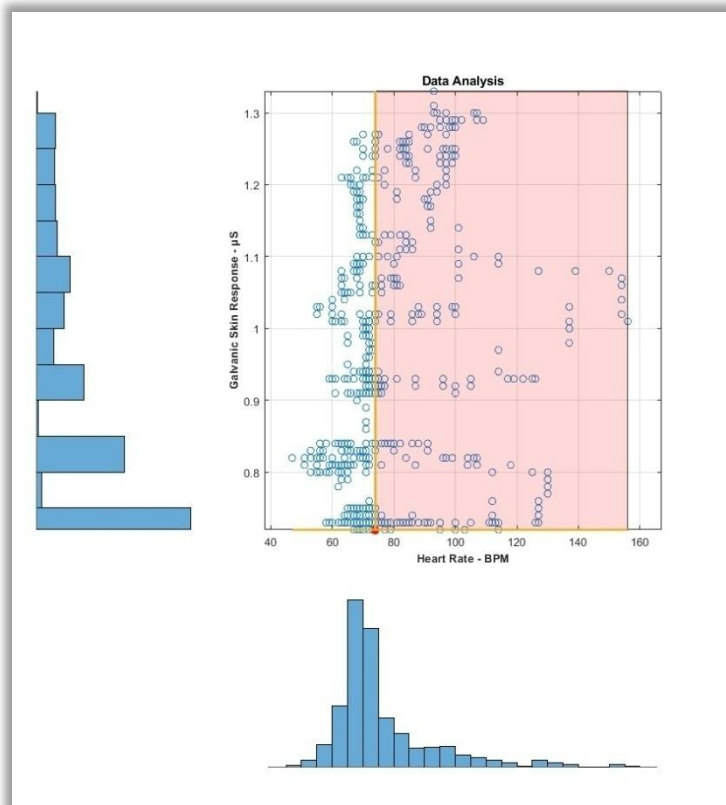 Data Analysis
1.3
1.2
1.1
1
0.9
0.8
Galvanic Skin Response - µS
40 60 80 100 120 140 160
Heart Rate - BPM